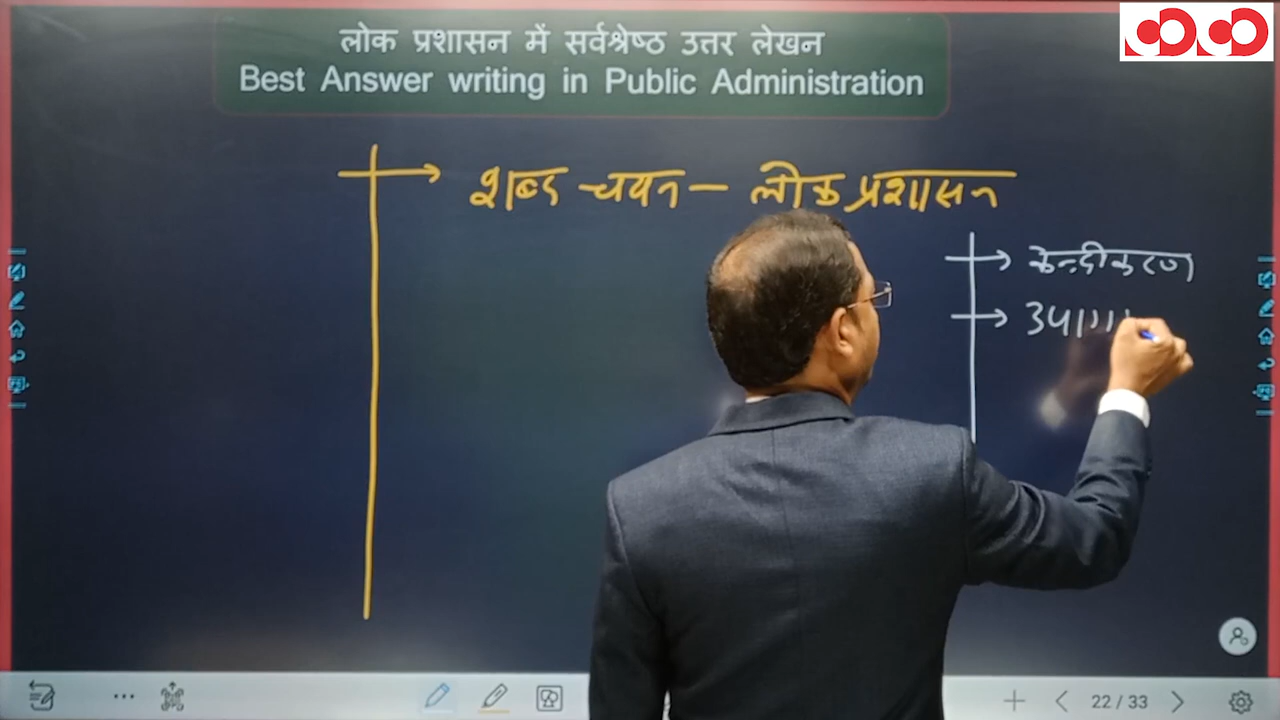 लोक प्रशासन में सर्वश्रेष्ठ उत्तर लेखन
Best Answer writing in Public Administration
शब्द चयन – लोक प्रशासन
केन्द्रीकरण
22 / 33